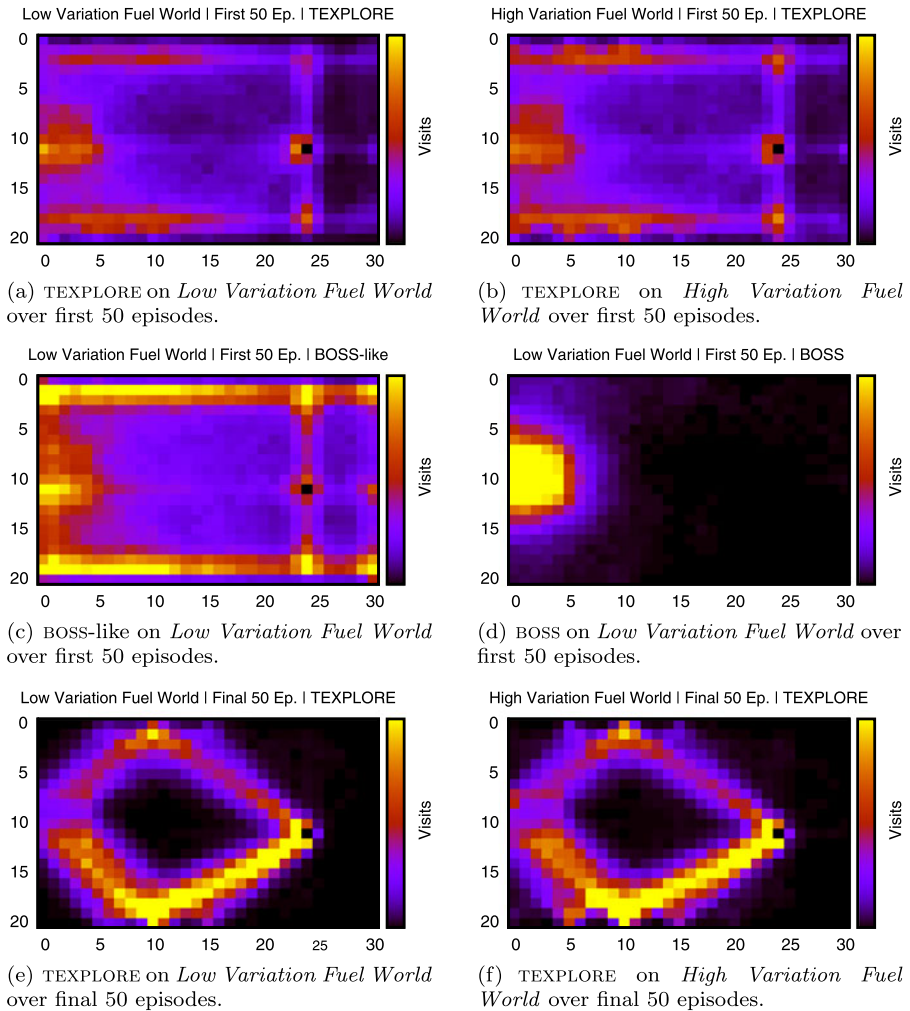 Low Variation Fuel World | First 50 Ep. | TEXPLORE
0
5
10
15
20
0 5 10 15 20 25 30
Visits
(a) TEXPLORE on Low Variation Fuel World
over first 50 episodes.
High Variation Fuel World | First 50 Ep. | TEXPLORE
0
5
10
15
20
0 5 10 15 20 25 30
Visits
(b) TEXPLORE on High Variation Fuel
World over first 50 episodes.
Low Variation Fuel World | First 50 Ep. | BOSS-like
0
5
10
15
20
0 5 10 15 20 25 30
Visits
(c) BOSS-like on Low Variation Fuel World
over first 50 episodes.
Low Variation Fuel World | First 50 Ep. | BOSS
0
5
10
15
20
0 5 10 15 20 25 30
Visits
(d) BOSS on Low Variation Fuel World over
first 50 episodes.
Low Variation Fuel World | Final 50 Ep. | TEXPLORE
0
5
10
15
20
0 5 10 15 20 25 30
Visits
(e) TEXPLORE on Low Variation Fuel World
over final 50 episodes.
High Variation Fuel World | Final 50 Ep. | TEXPLORE
0
5
10
15
20
0 5 10 15 20 25 30
Visits
(f) TEXPLORE on High Variation Fuel
World over final 50 episodes.